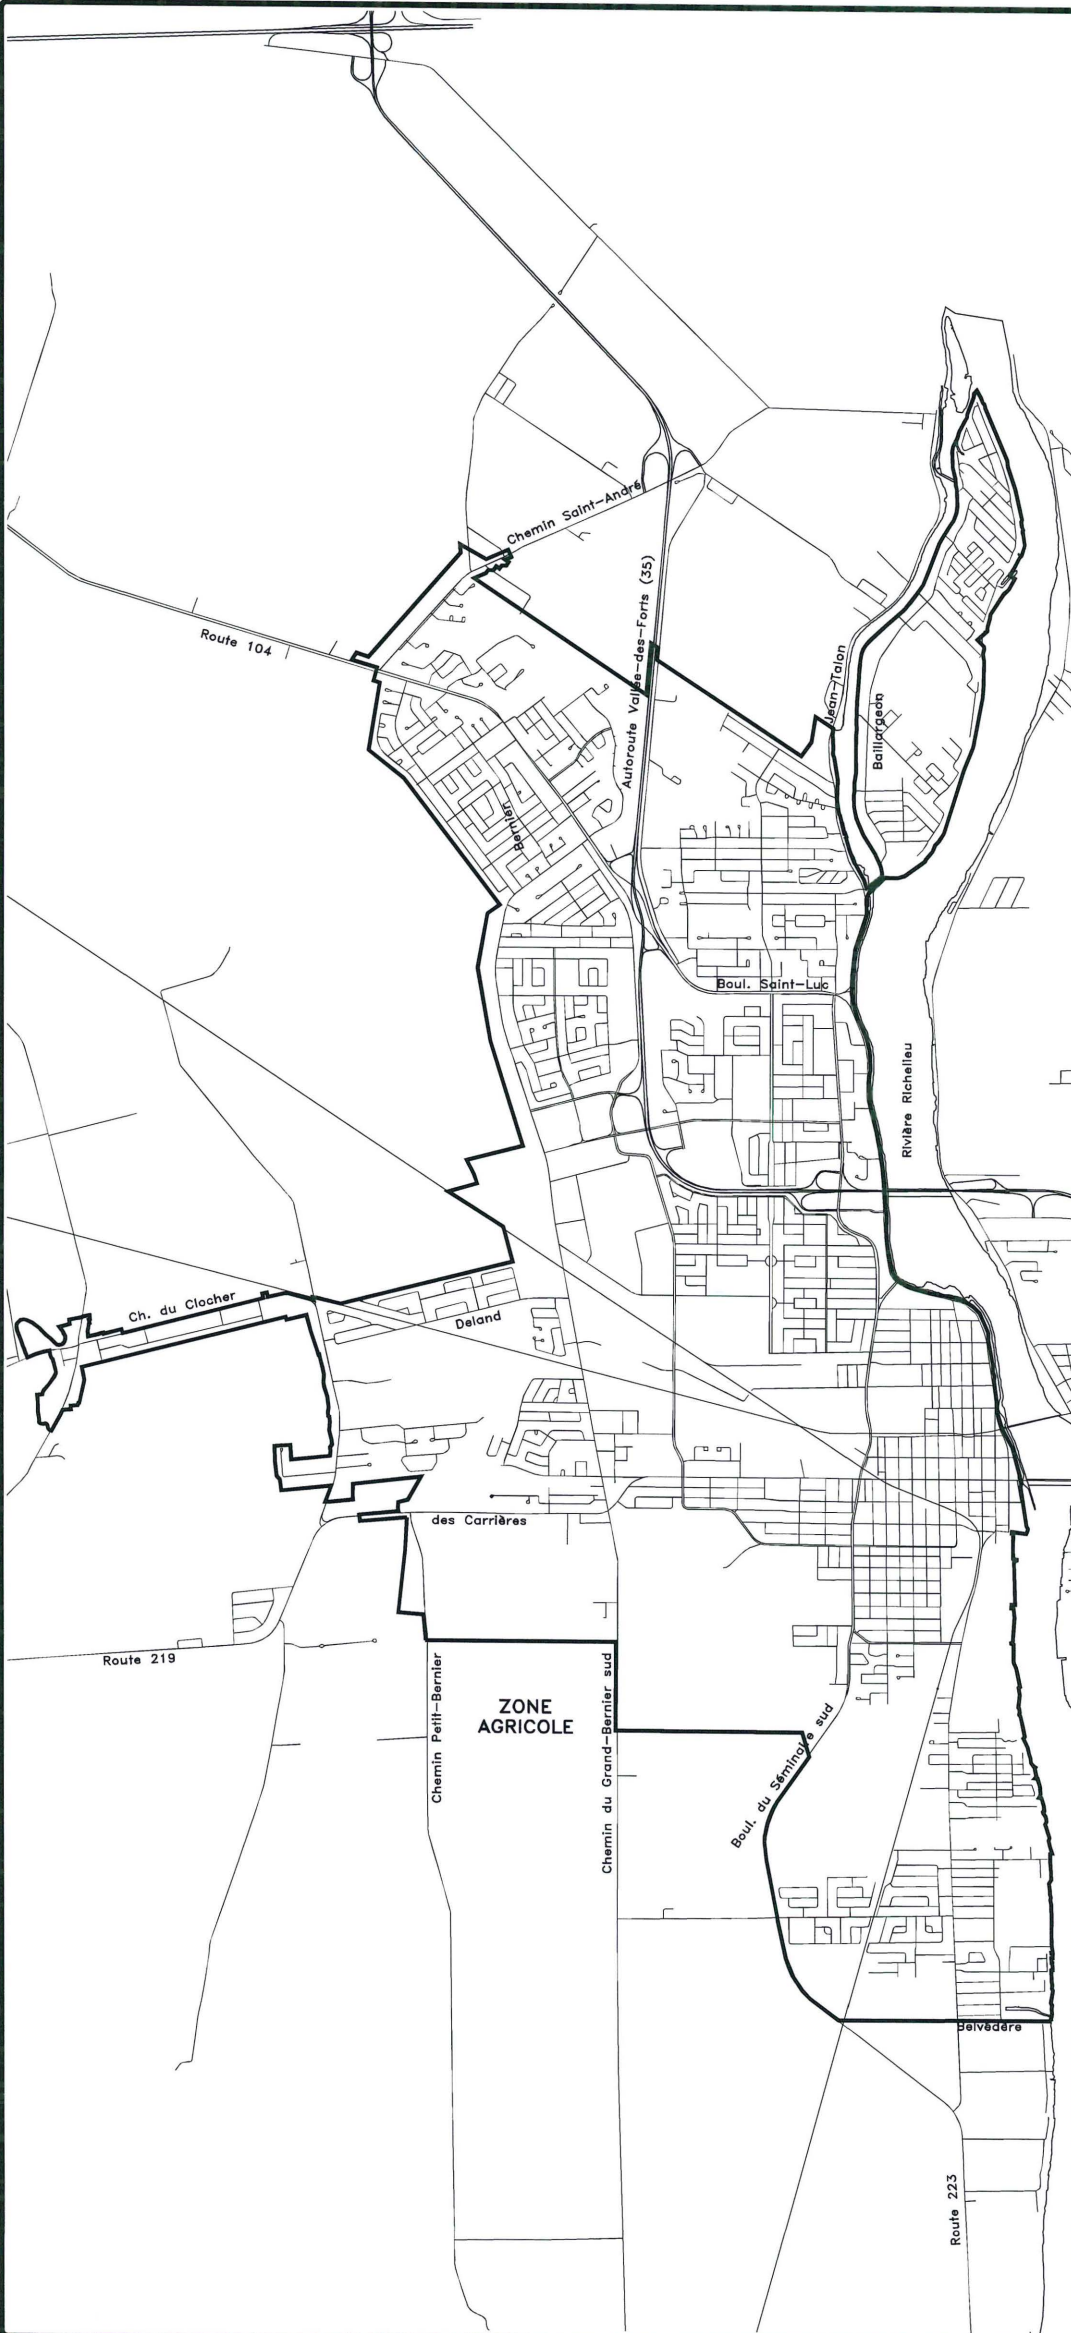 Chemin Saint-André
Autoroute Vallée-des-Forts (35)
Route 104
Jean-Talon
Baillargeon
Bernier
Boul. Saint-Luc
Rivière Richelieu
Ch. du Clocher
Deland
des Carrières
Route 219
Chemin Petit-Bernier
ZONE
AGRICOLE
Chemin du Grand-Bernier sud
Boul. du Séminaire sud
Belvédère
Route 223